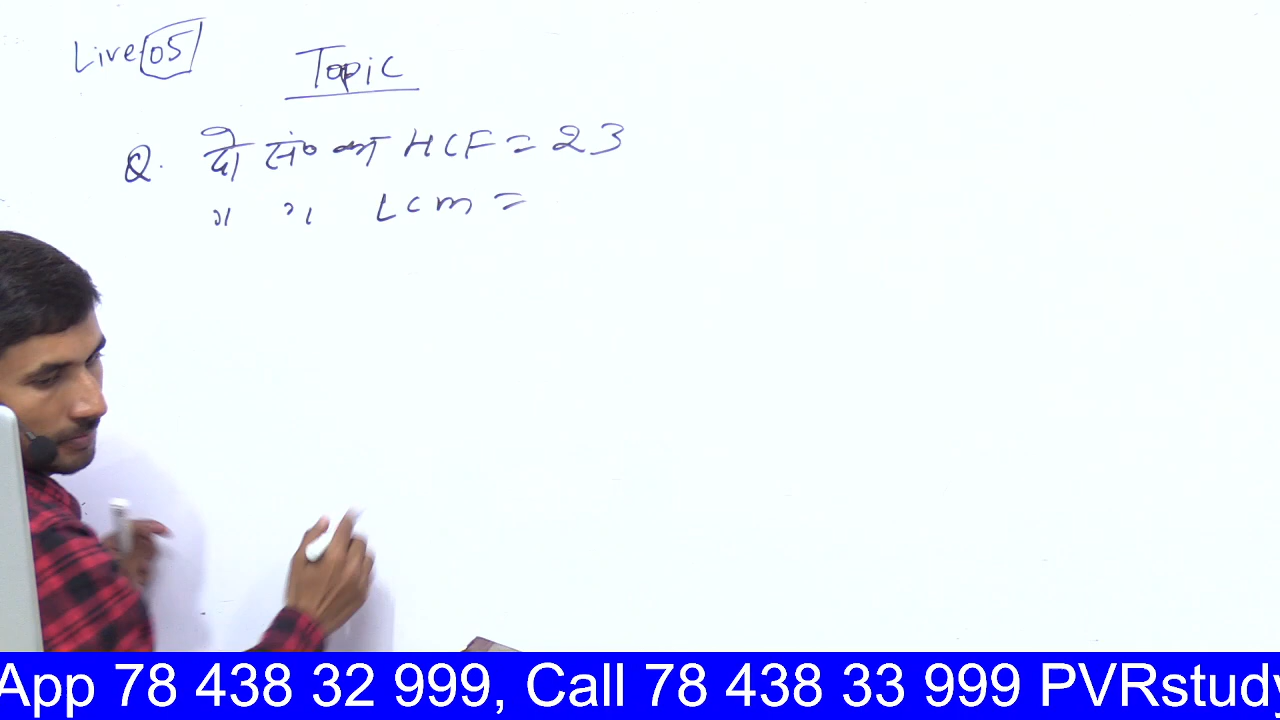 Live 05
Topic
Q. दो सं० का HCF = 23
" " LCM =
App 78 438 32 999, Call 78 438 33 999 PVRstudy